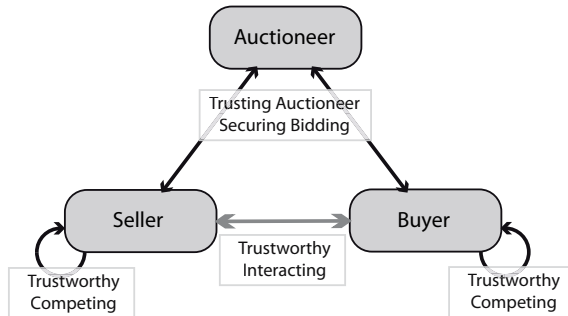 Auctioneer
Trusting Auctioneer
Securing Bidding
Seller
Buyer
Trustworthy
Interacting
Trustworthy
Competing
Trustworthy
Competing